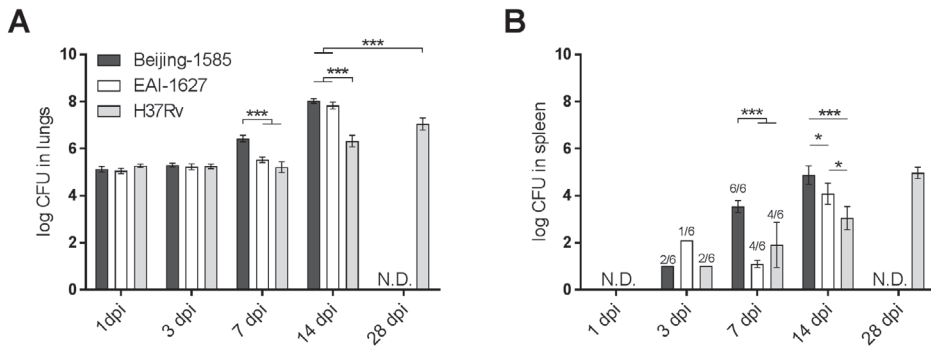 A
log CFU in lungs
10
8
6
4
2
0
Beijing-1585
EAI-1627
H37Rv
***
***
***
N.D.
1dpi
3 dpi
7 dpi
14 dpi
28 dpi
B
log CFU in spleen
10
8
6
4
2
0
N.D.
2/6
1/6
2/6
6/6
4/6
4/6
***
***
*
*
N.D.
1 dpi
3 dpi
7 dpi
14 dpi
28 dpi